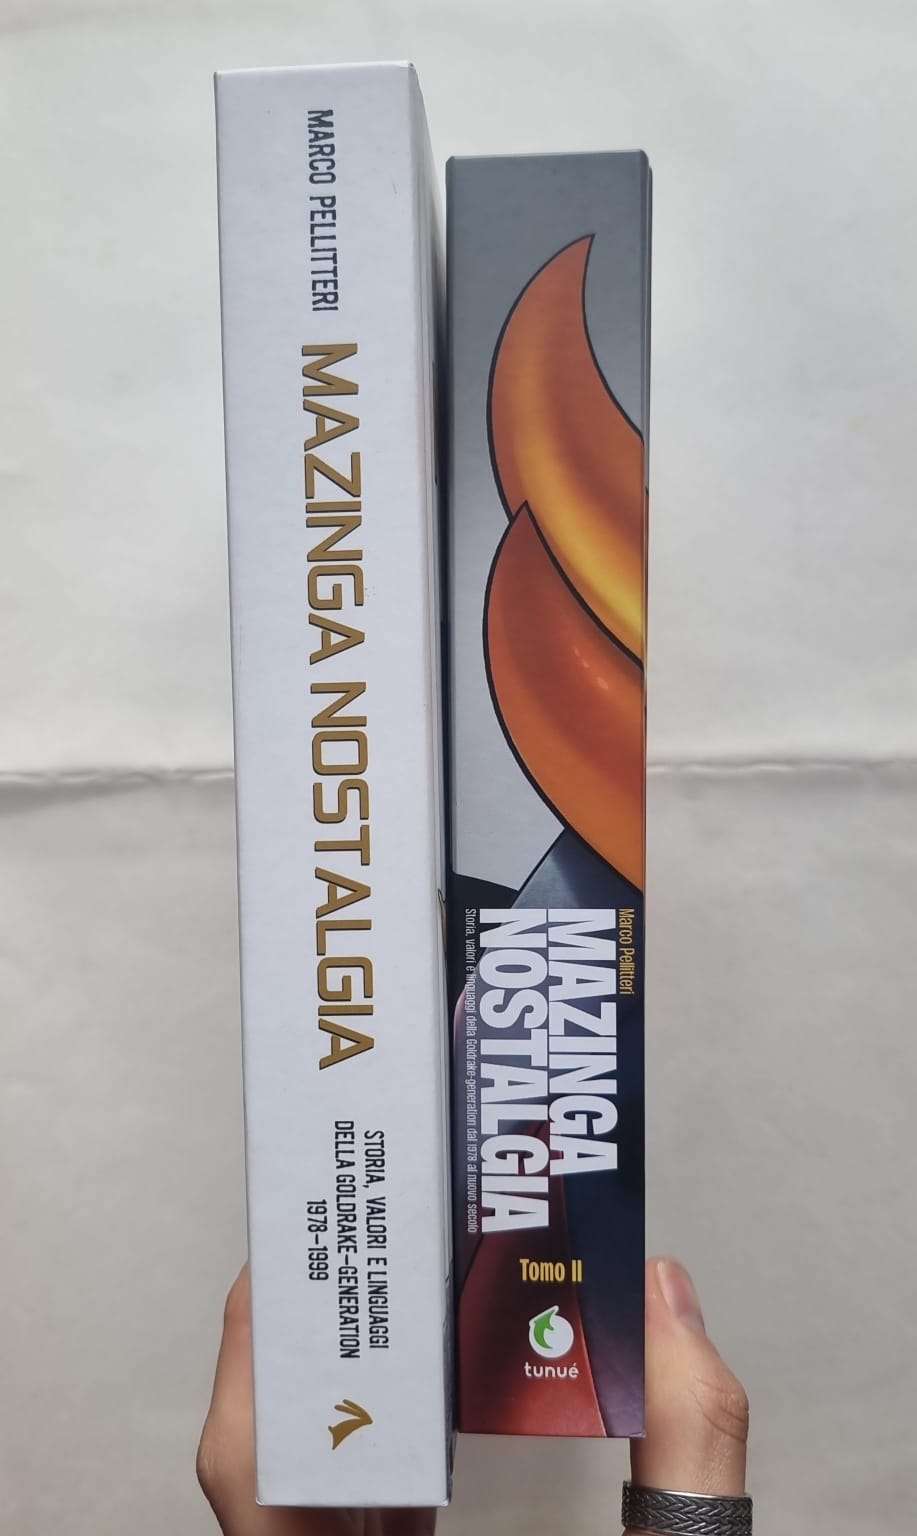 MARCO PELLITTERI
MAZINGA NOSTALGIA
STORIA, VALORI E LINGUAGGI
DELLA GOLDRAKE-GENERATION
1978-1999
Marco Pellitteri
MAZINGA
NOSTALGIA
Storia, valori e linguaggi della Goldrake-generation dal 1978 al nuovo secolo
Tomo II
tunué